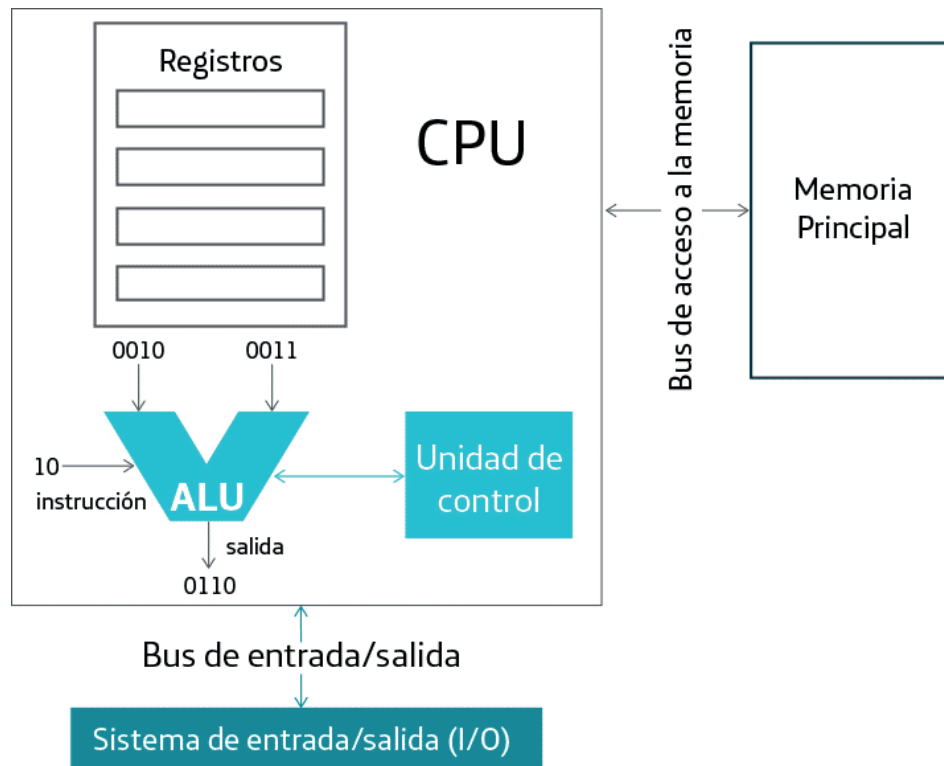 Registros
CPU
Bus de acceso a la memoria
Memoria
Principal
0010
0011
10
instrucción
ALU
Unidad de
control
salida
0110
Bus de entrada/salida
Sistema de entrada/salida (I/O)